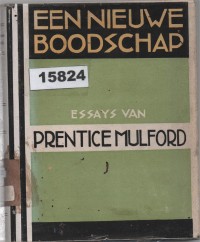 EEN NIEUWE
BOODSCHAP
15824
ESSAYS VAN
PRENTICE MULFORD